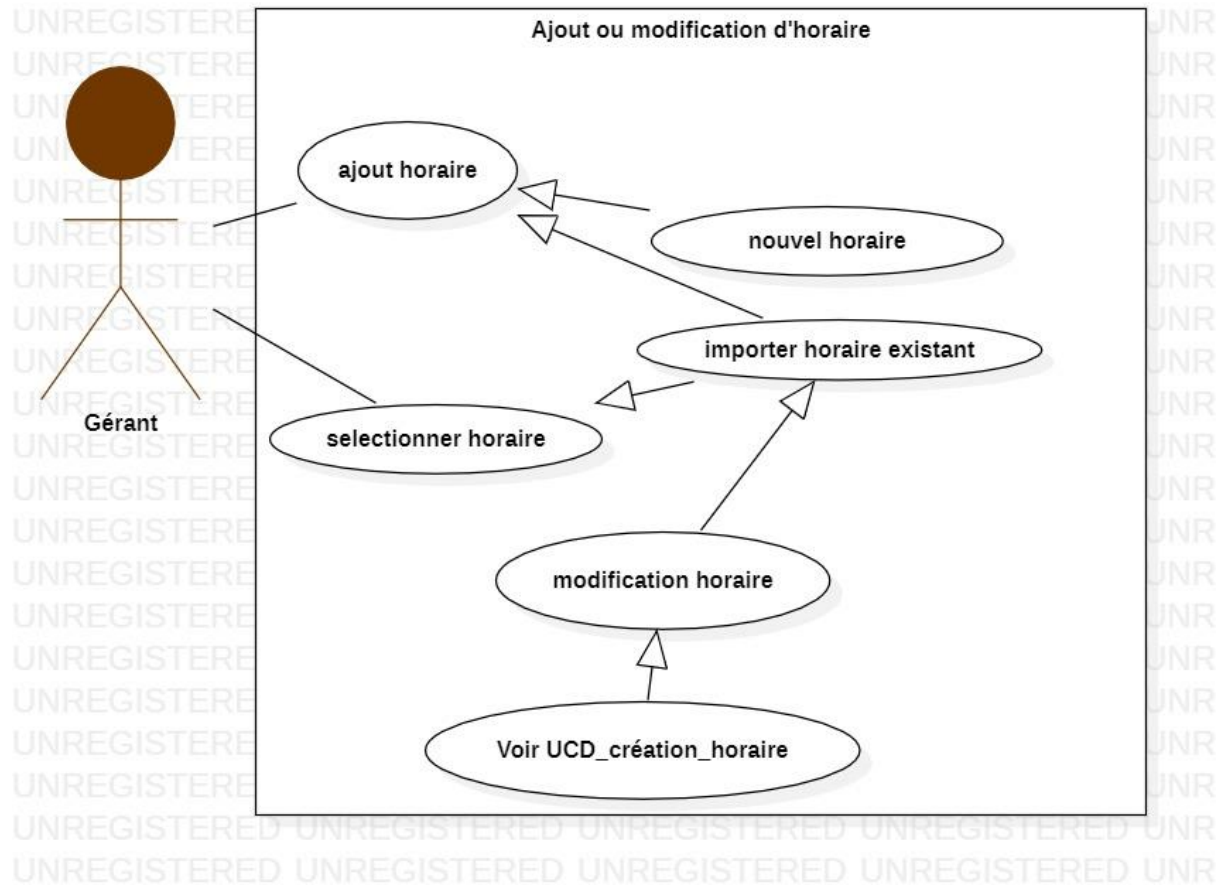 Ajout ou modification d'horaire
ajout horaire
nouvel horaire
importer horaire existant
Gérant
selectionner horaire
modification horaire
Voir UCD_création_horaire
UNREGISTERED UNREGISTERED UNREGISTERED UNREGISTERED UNR
UNREGISTERED UNREGISTERED UNREGISTERED UNREGISTERED UNR